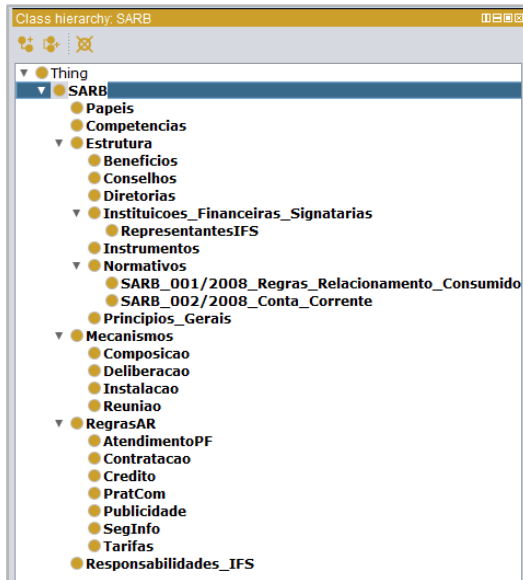 Class hierarchy: SARB
Thing
SARB
Papeis
Competencias
Estrutura
Beneficios
Conselhos
Diretorias
Instituicoes_Financeiras_Signatarias
RepresentantesIFS
Instrumentos
Normativos
SARB_001/2008_Regras_Relacionamento_Consumido
SARB_002/2008_Conta_Corrente
Principios_Gerais
Mecanismos
Composicao
Deliberacao
Instalacao
Reuniao
RegrasAR
AtendimentoPF
Contratacao
Credito
PratCom
Publicidade
SegInfo
Tarifas
Responsabilidades_IFS